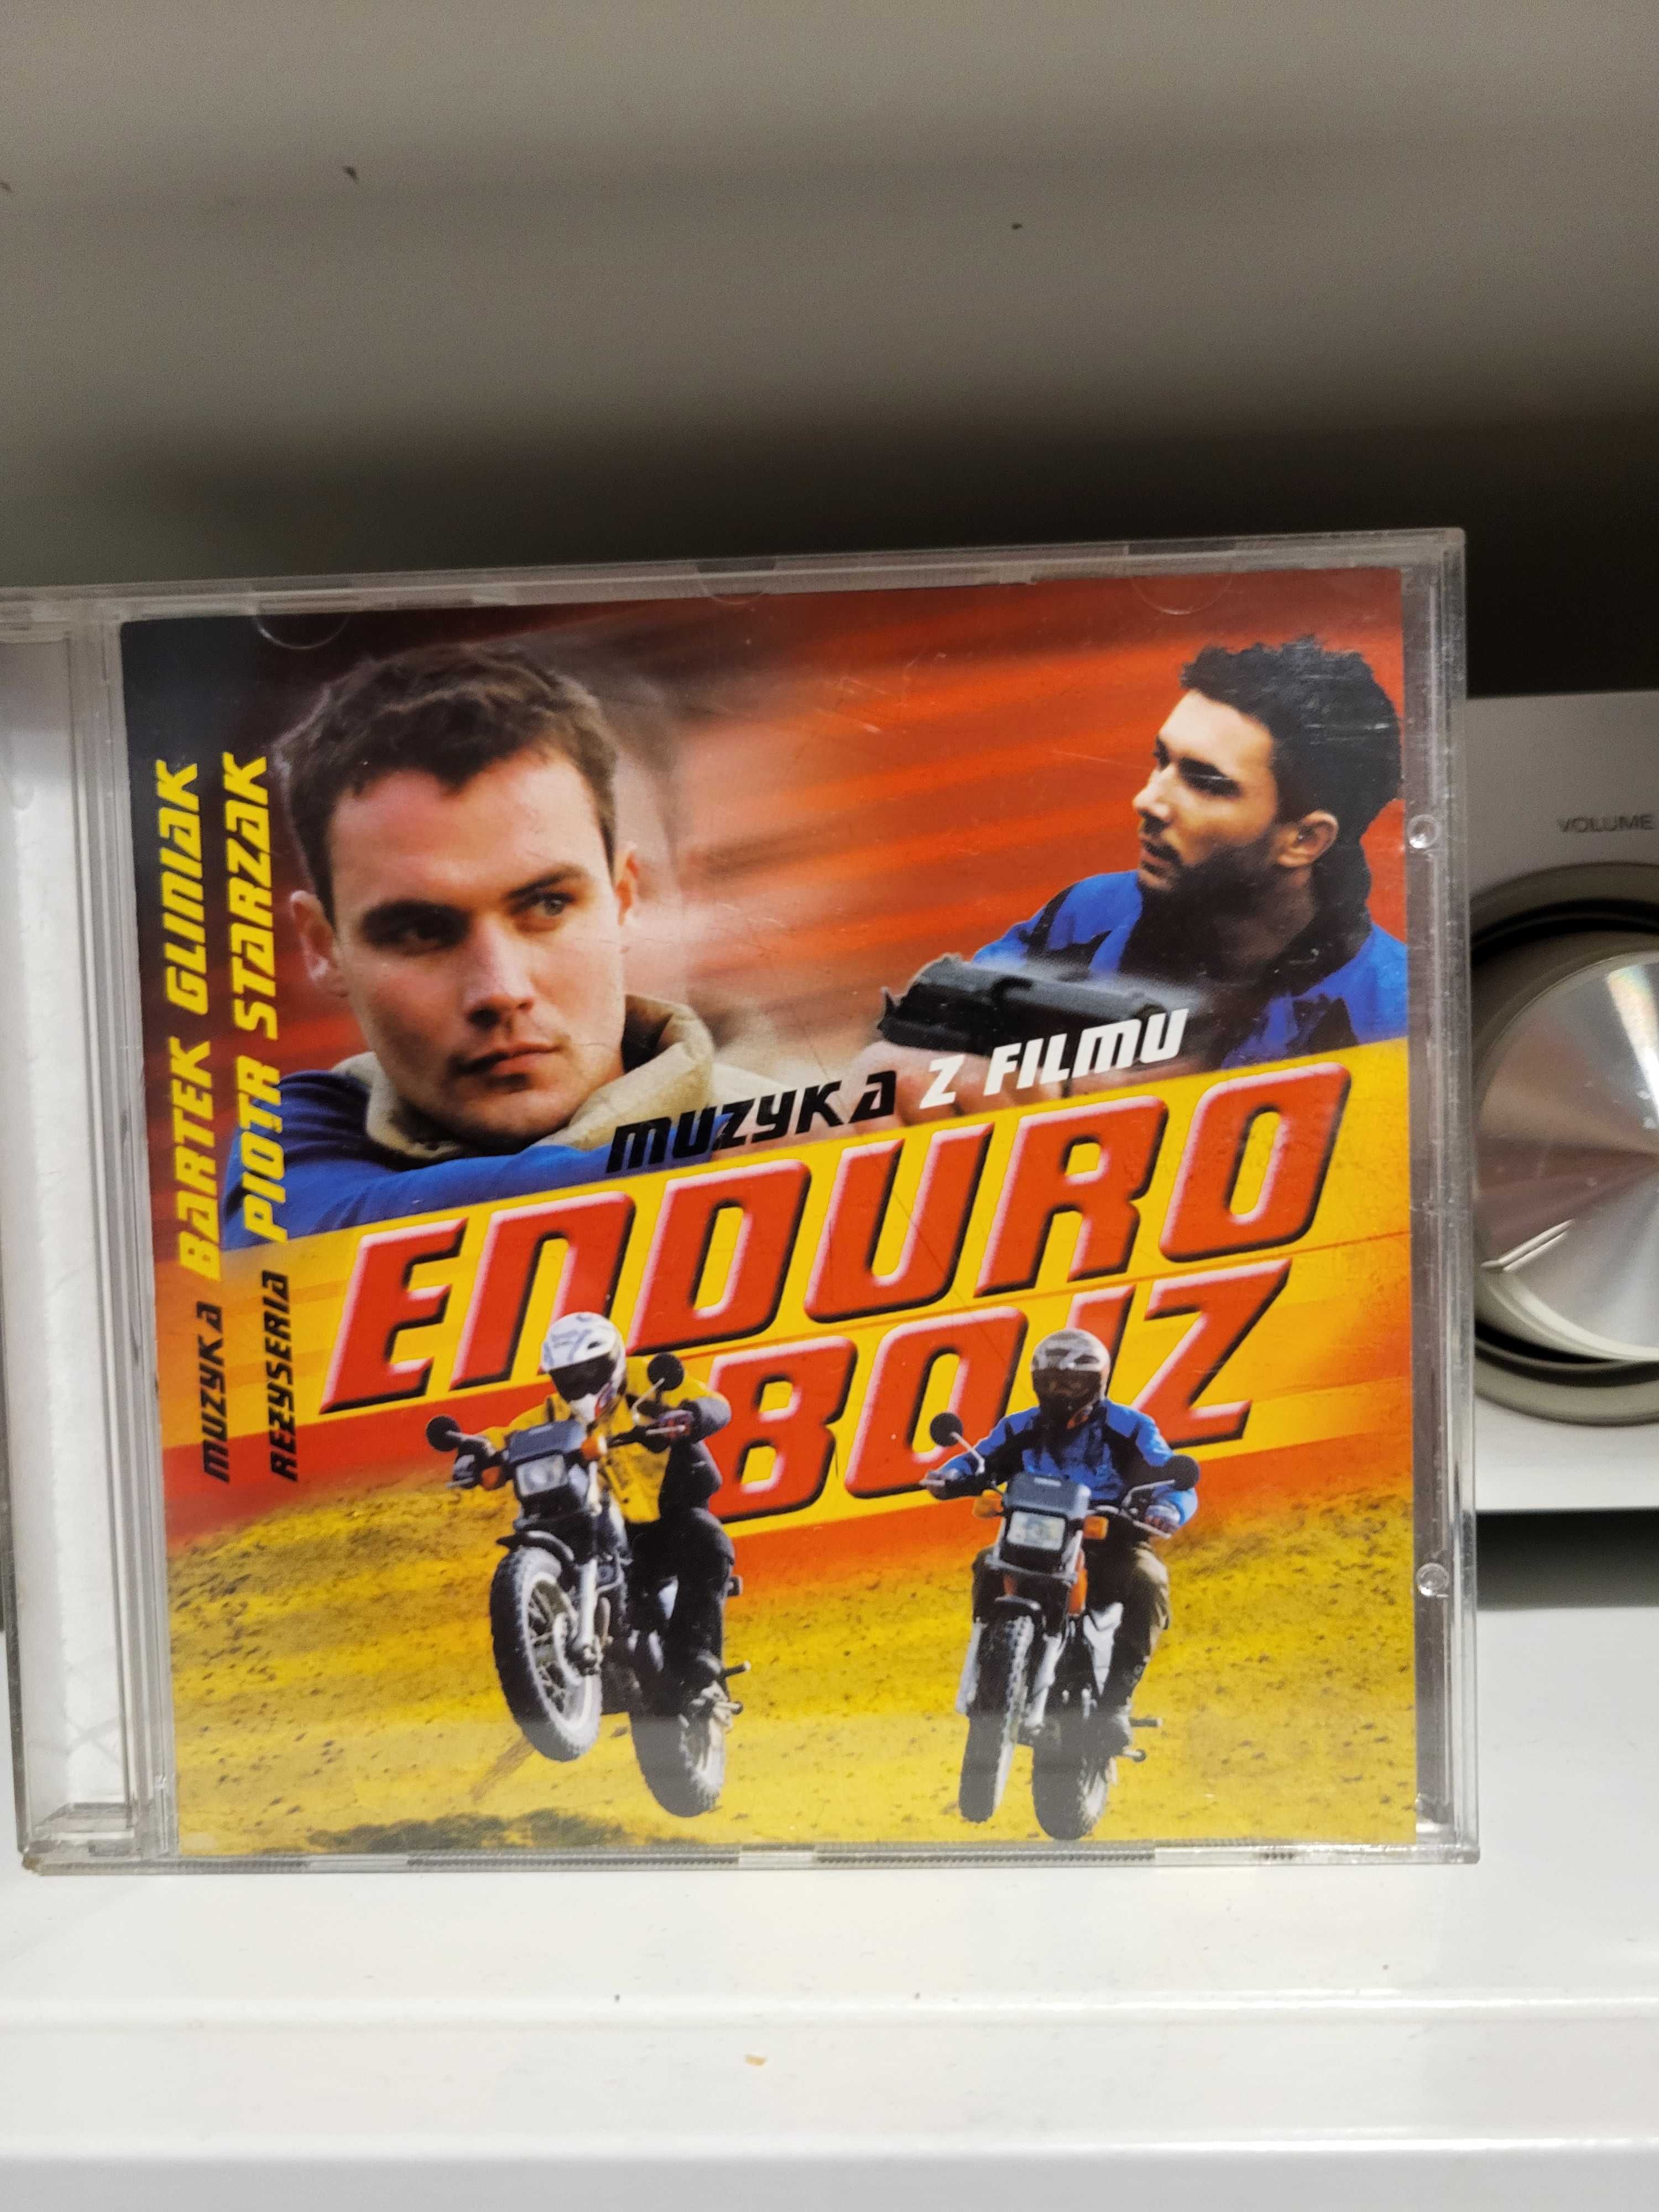 MUZYKA BARTEK GLINIAK
REŻYSERIA PIOTR STARZAK
MUZYKA Z FILMU
ENDURO
BOJZ
VOLUME